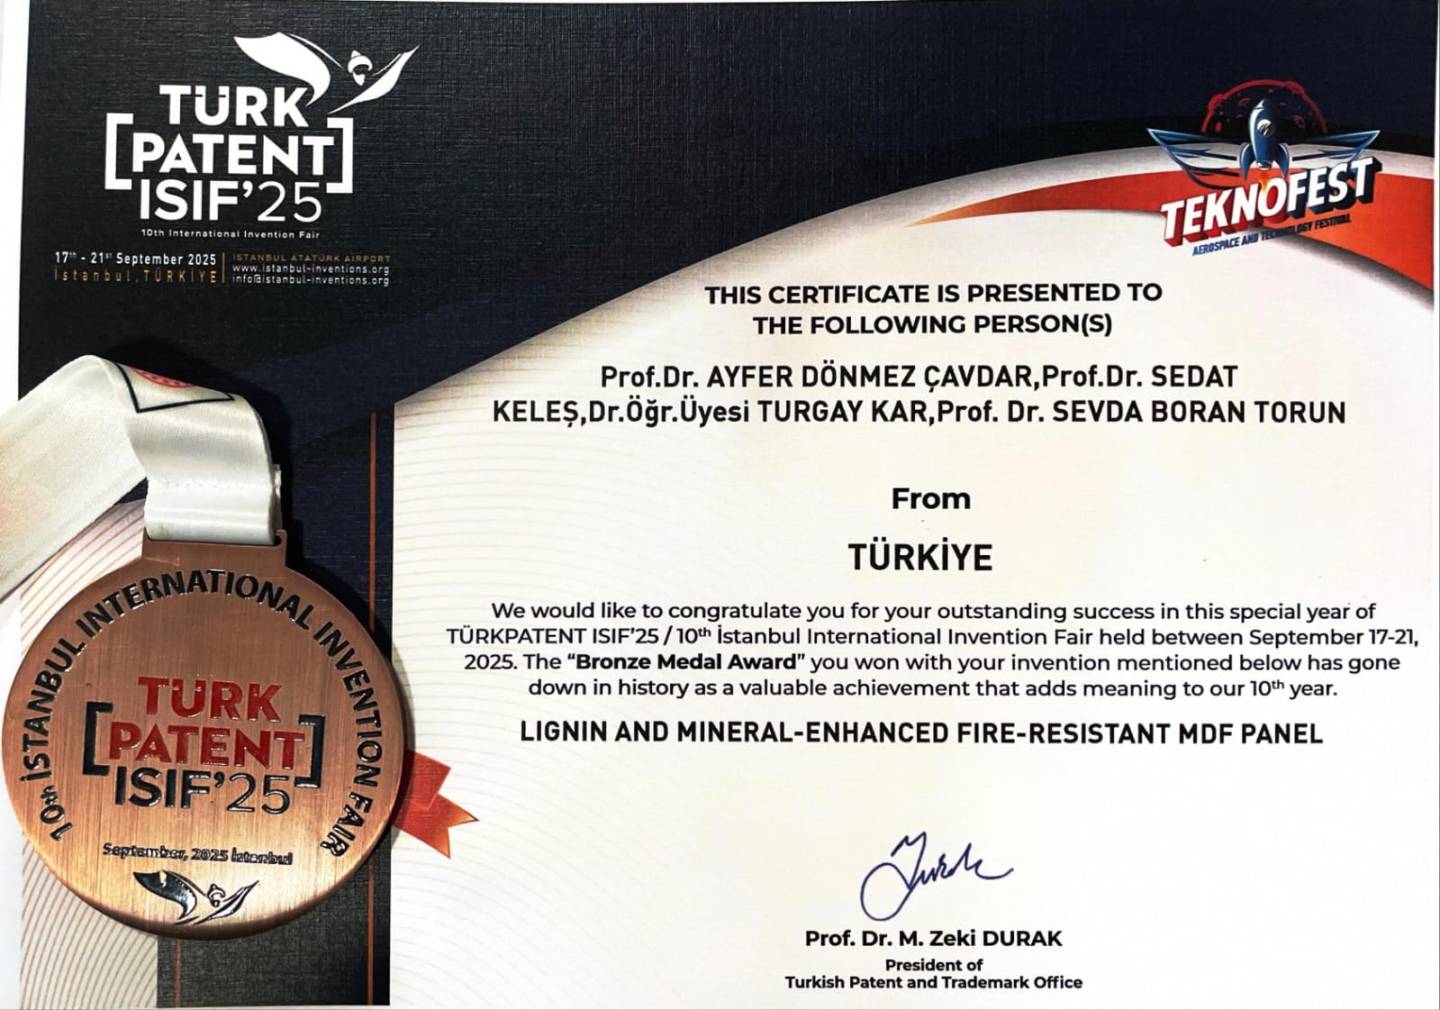 TÜRK
PATENT
ISIF'25
10th International Invention Fair
17th - 21st September 2025
İstanbul, TÜRKİYE
ISTANBUL ATATÜRK AIRPORT
www.istanbul-inventions.org
info@istanbul-inventions.org
TEKNOFEST
AEROSPACE AND TECHNOLOGY FESTIVAL
THIS CERTIFICATE IS PRESENTED TO
THE FOLLOWING PERSON(S)
Prof.Dr. AYFER DÖNMEZ ÇAVDAR,Prof.Dr. SEDAT
KELEŞ,Dr.Öğr.Üyesi TURGAY KAR,Prof. Dr. SEVDA BORAN TORUN
From
TÜRKİYE
We would like to congratulate you for your outstanding success in this special year of
TÜRKPATENT ISIF'25 / 10th İstanbul International Invention Fair held between September 17-21,
2025. The “Bronze Medal Award” you won with your invention mentioned below has gone
down in history as a valuable achievement that adds meaning to our 10th year.
LIGNIN AND MINERAL-ENHANCED FIRE-RESISTANT MDF PANEL
Prof. Dr. M. Zeki DURAK
President of
Turkish Patent and Trademark Office
10th İSTANBUL INTERNATIONAL INVENTION FAIR
TÜRK
PATENT
ISIF'25
September, 2025 İstanbul